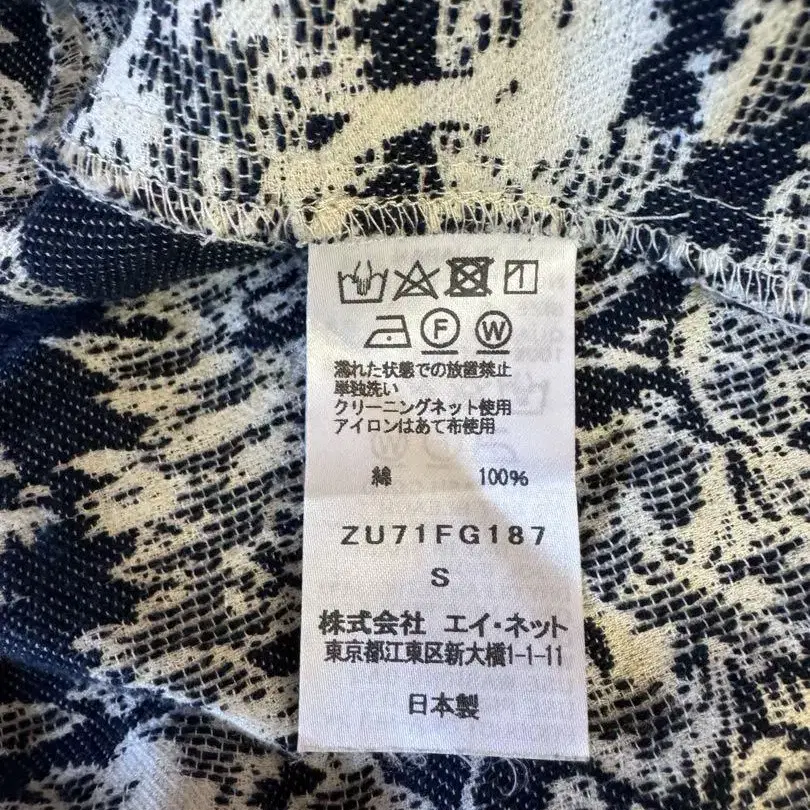 F W
濡れた状態での放置禁止
単独洗い
クリーニングネット使用
アイロンはあて布使用
綿 100%
ZU71FG187
S
株式会社 エイ・ネット
東京都江東区新大橋1-1-11
日本製